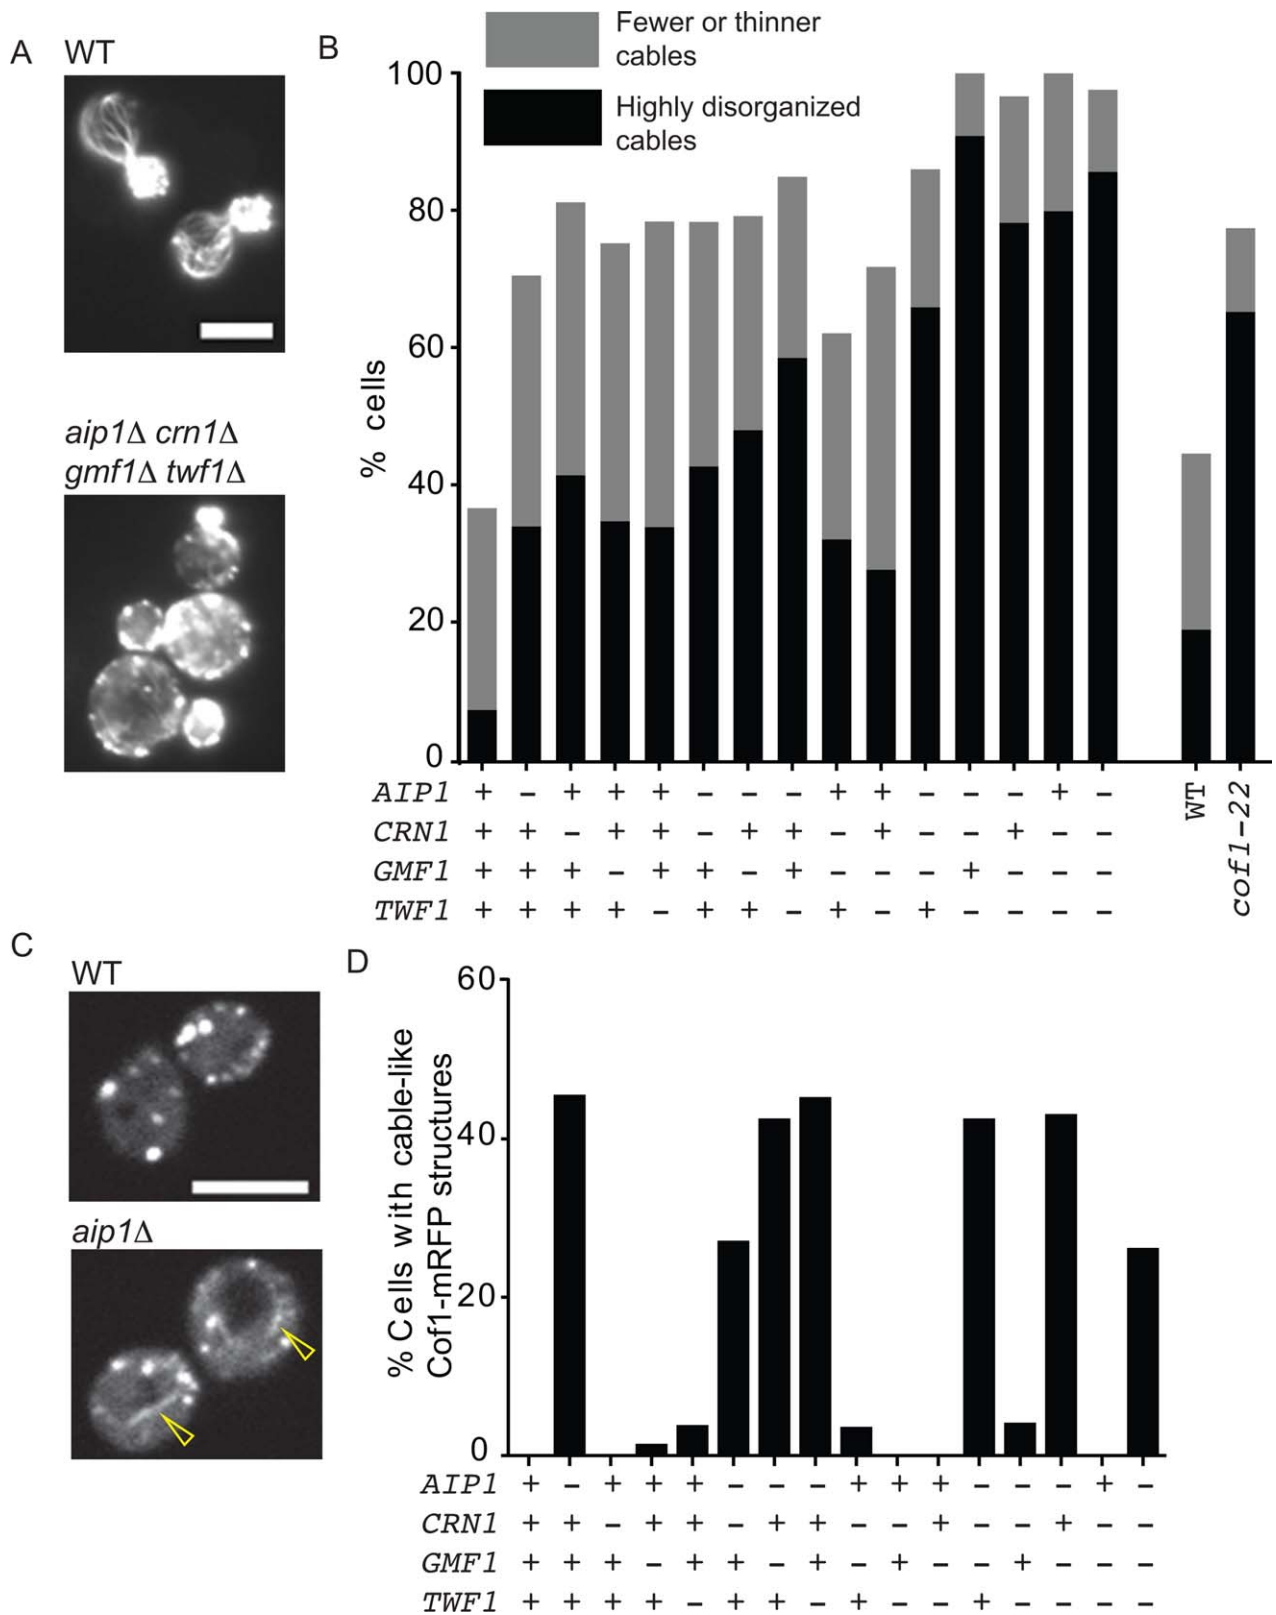 A
WT
aip1Δ crn1Δ
gmf1Δ twf1Δ
B
Fewer or thinner
cables
Highly disorganized
cables
% cells
100
80
60
40
20
0
AIP1 + – + + + – – – + + – – – + –
CRN1 + + – + + – + + – + – – + – –
GMF1 + + + – + + – + – – – + – – –
TWF1 + + + + – + + – + – + – – – –
WT
cof1-22
C
WT
aip1Δ
D
% Cells with cable-like
Cof1-mRFP structures
60
40
20
0
AIP1 + – + + + – – – + + + – – – + –
CRN1 + + – + + – + + – – + – – + – –
GMF1 + + + – + + – + – + – – + – – –
TWF1 + + + + – + + – + – – + – – – –